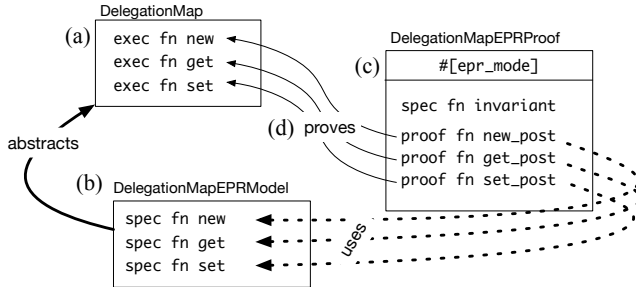 DelegationMap
(a)
exec fn new
exec fn get
exec fn set
DelegationMapEPRProof
(c)
#[epr_mode]
spec fn invariant
proof fn new_post
proof fn get_post
proof fn set_post
(d) proves
abstracts
(b)
DelegationMapEPRModel
spec fn new
spec fn get
spec fn set
uses